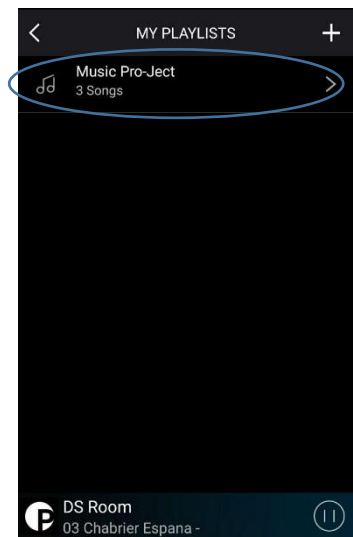 MY PLAYLISTS
Music Pro-Ject
3 Songs
DS Room
03 Chabrier Espana -